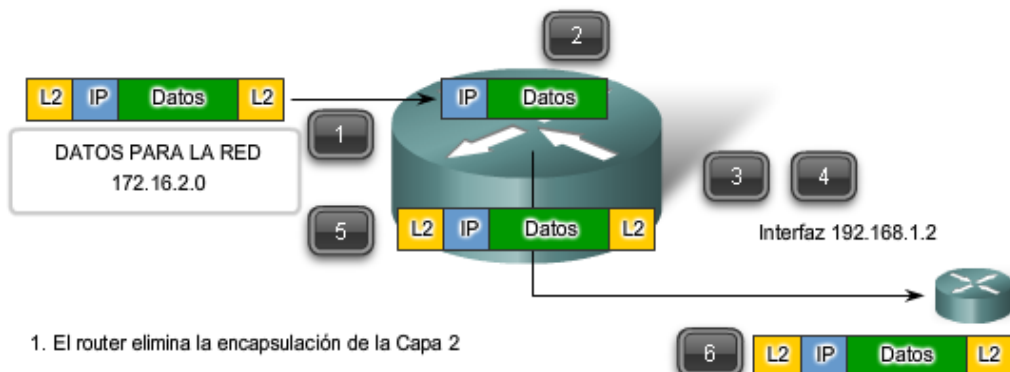 2
L2 IP Datos L2
IP Datos
1
DATOS PARA LA RED
172.16.2.0
3 4
5
L2 IP Datos L2
Interfaz 192.168.1.2
1. El router elimina la encapsulación de la Capa 2
6
L2 IP Datos L2